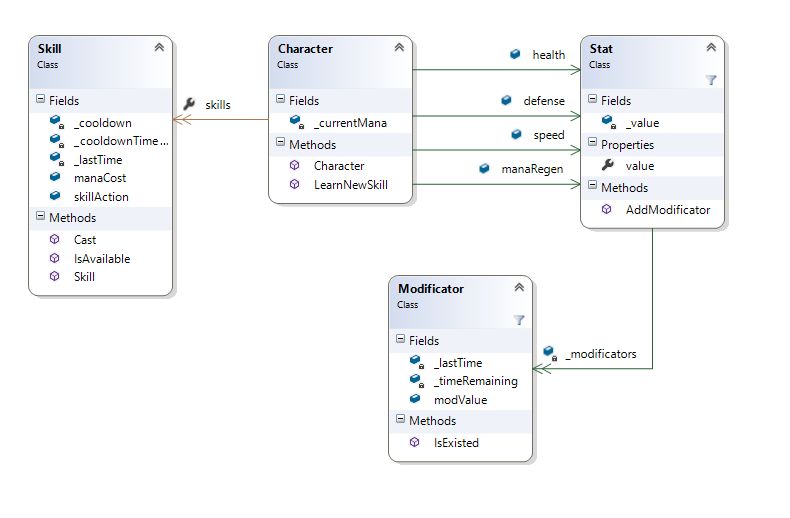 Skill
Class
Fields
_cooldown
_cooldownTime...
_lastTime
manaCost
skillAction
Methods
Cast
IsAvailable
Skill
skills
Character
Class
Fields
_currentMana
Methods
Character
LearnNewSkill
health
defense
speed
manaRegen
Stat
Class
Fields
_value
Properties
value
Methods
AddModificator
_modificators
Modificator
Class
Fields
_lastTime
_timeRemaining
modValue
Methods
IsExisted